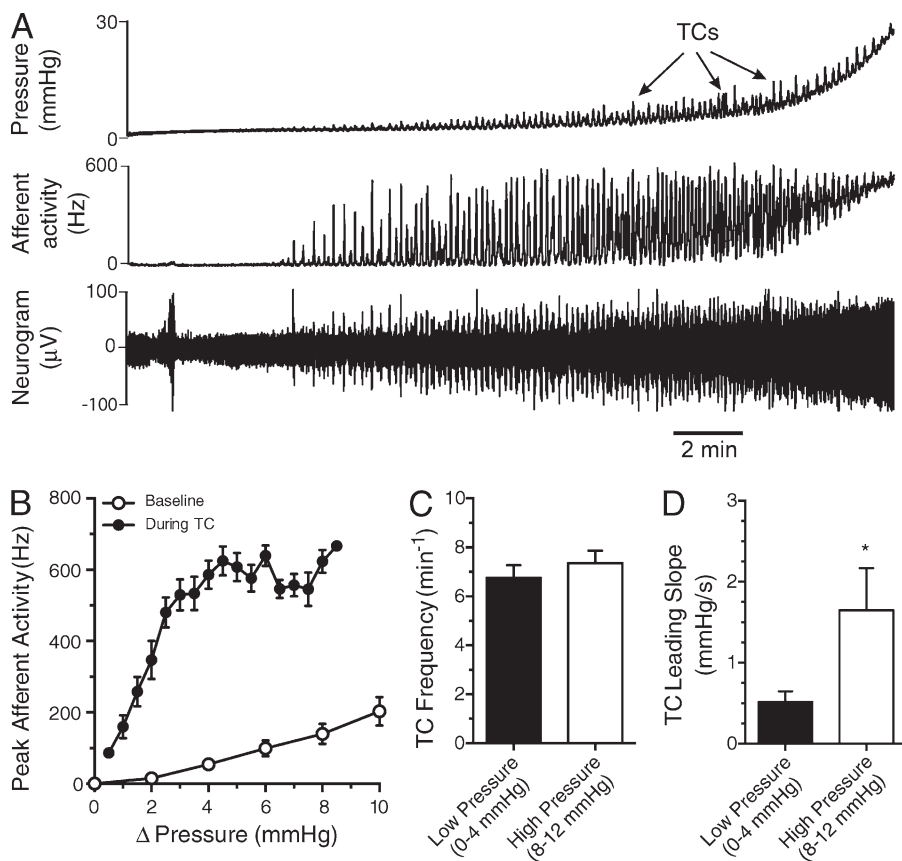 A
Pressure
(mmHg)
30
0
TCs
Afferent
activity
(Hz)
600
0
Neurogram
(μV)
100
0
-100
2 min
B
Peak Afferent Activity (Hz)
800
600
400
200
0
Baseline
During TC
0 2 4 6 8 10
Δ Pressure (mmHg)
C
TC Frequency (min⁻¹)
10
8
6
4
2
0
Low Pressure
(0-4 mmHg)
High Pressure
(8-12 mmHg)
D
TC Leading Slope
(mmHg/s)
3
2
1
0
*
Low Pressure
(0-4 mmHg)
High Pressure
(8-12 mmHg)